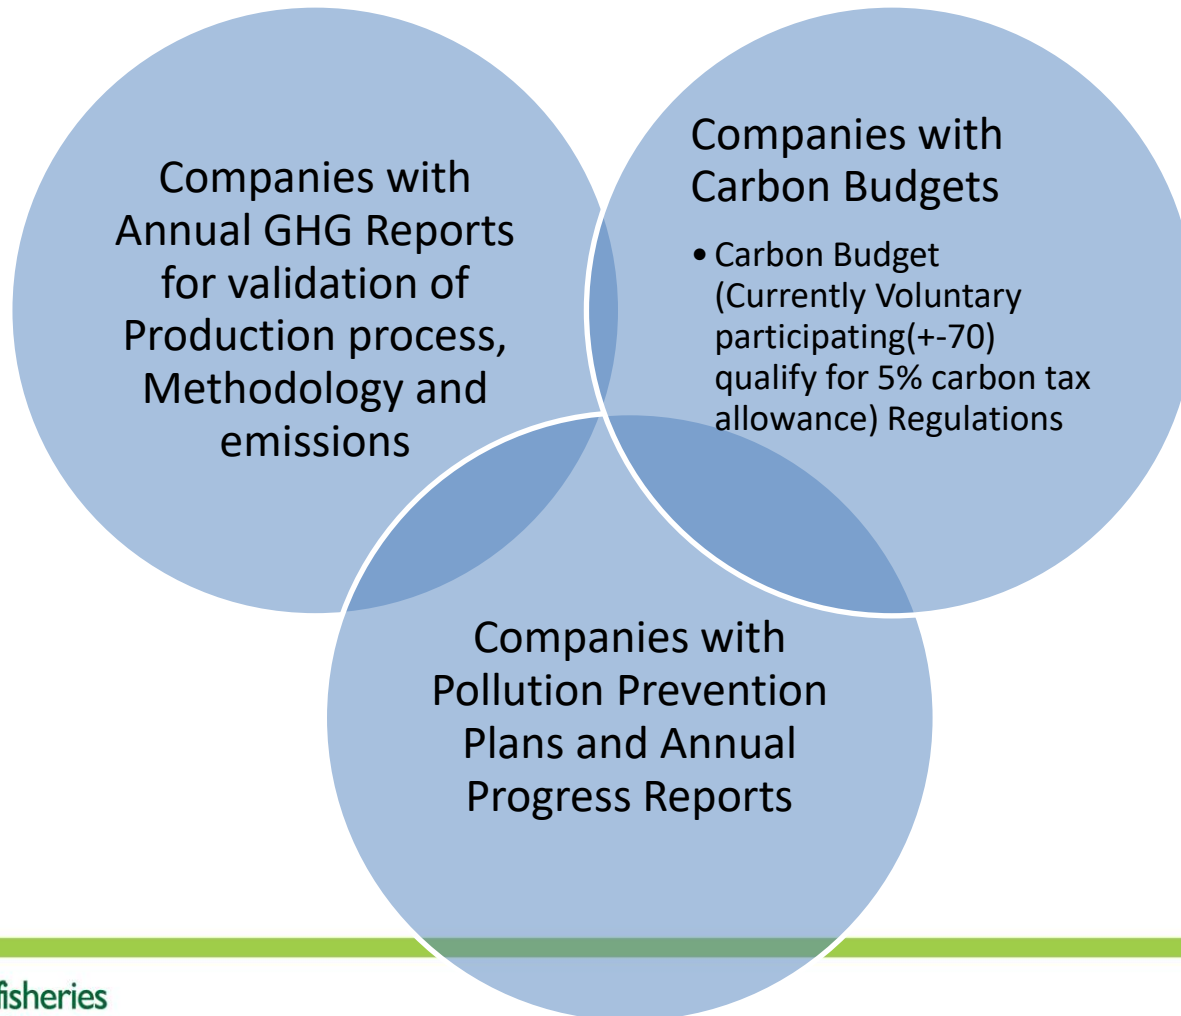 Companies with
Annual GHG Reports
for validation of
Production process,
Methodology and
emissions
Companies with
Carbon Budgets
• Carbon Budget
(Currently Voluntary
participating(+-70)
qualify for 5% carbon tax
allowance) Regulations
Companies with
Pollution Prevention
Plans and Annual
Progress Reports
fisheries